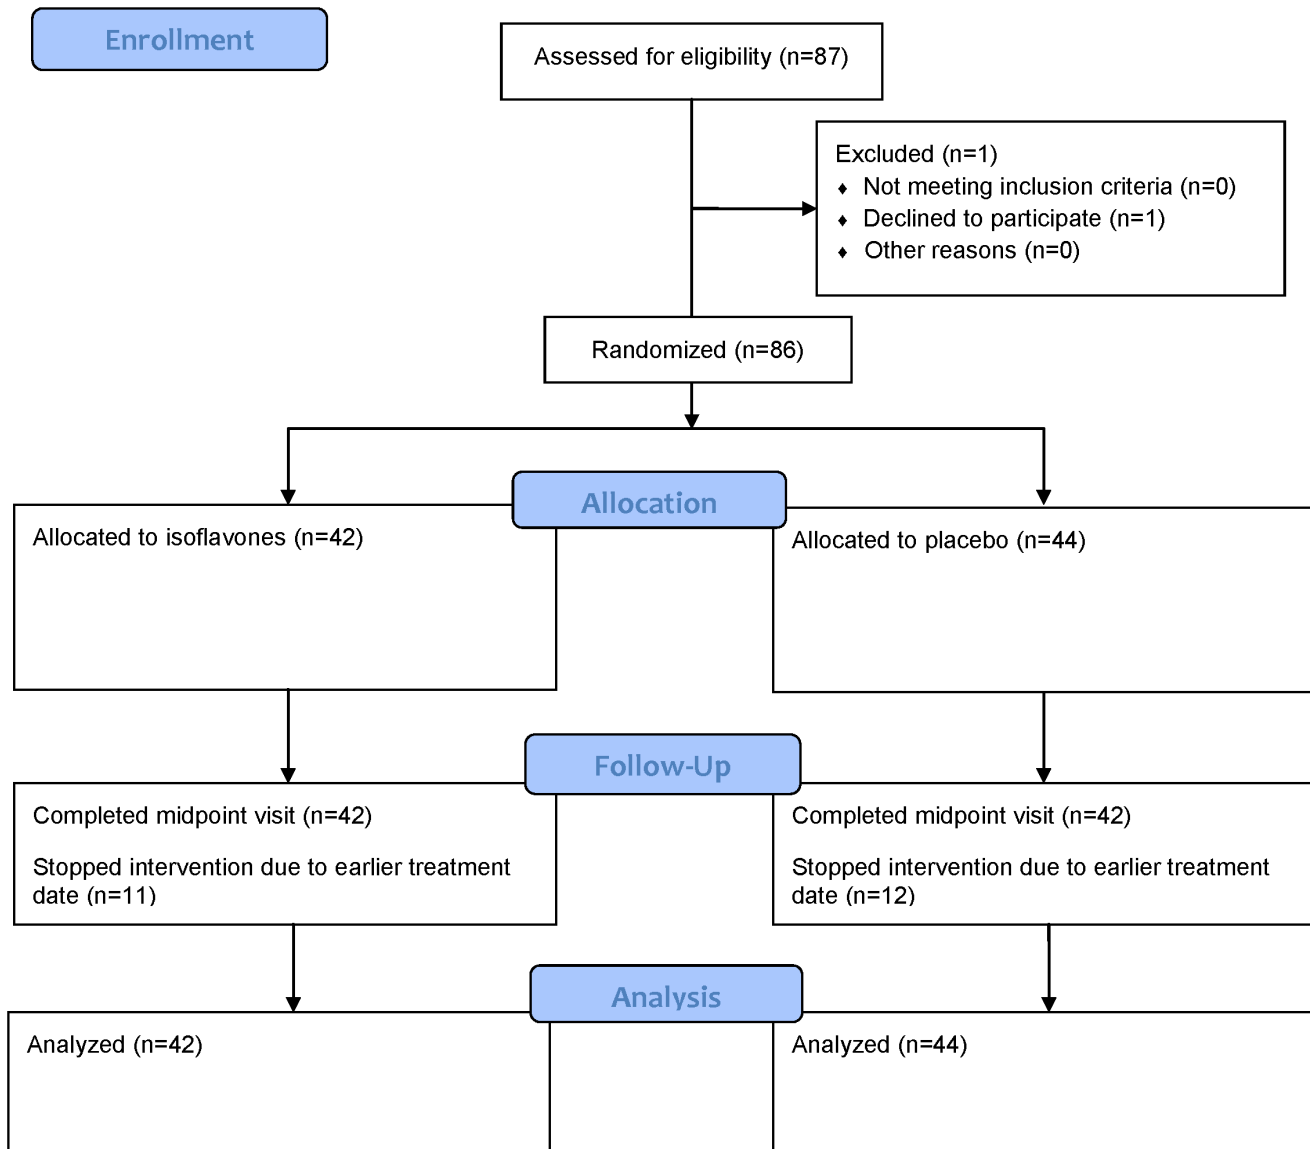 Enrollment
Assessed for eligibility (n=87)
Excluded (n=1)
♦ Not meeting inclusion criteria (n=0)
♦ Declined to participate (n=1)
♦ Other reasons (n=0)
Randomized (n=86)
Allocation
Allocated to isoflavones (n=42)
Allocated to placebo (n=44)
Follow-Up
Completed midpoint visit (n=42)
Stopped intervention due to earlier treatment
date (n=11)
Completed midpoint visit (n=42)
Stopped intervention due to earlier treatment
date (n=12)
Analysis
Analyzed (n=42)
Analyzed (n=44)